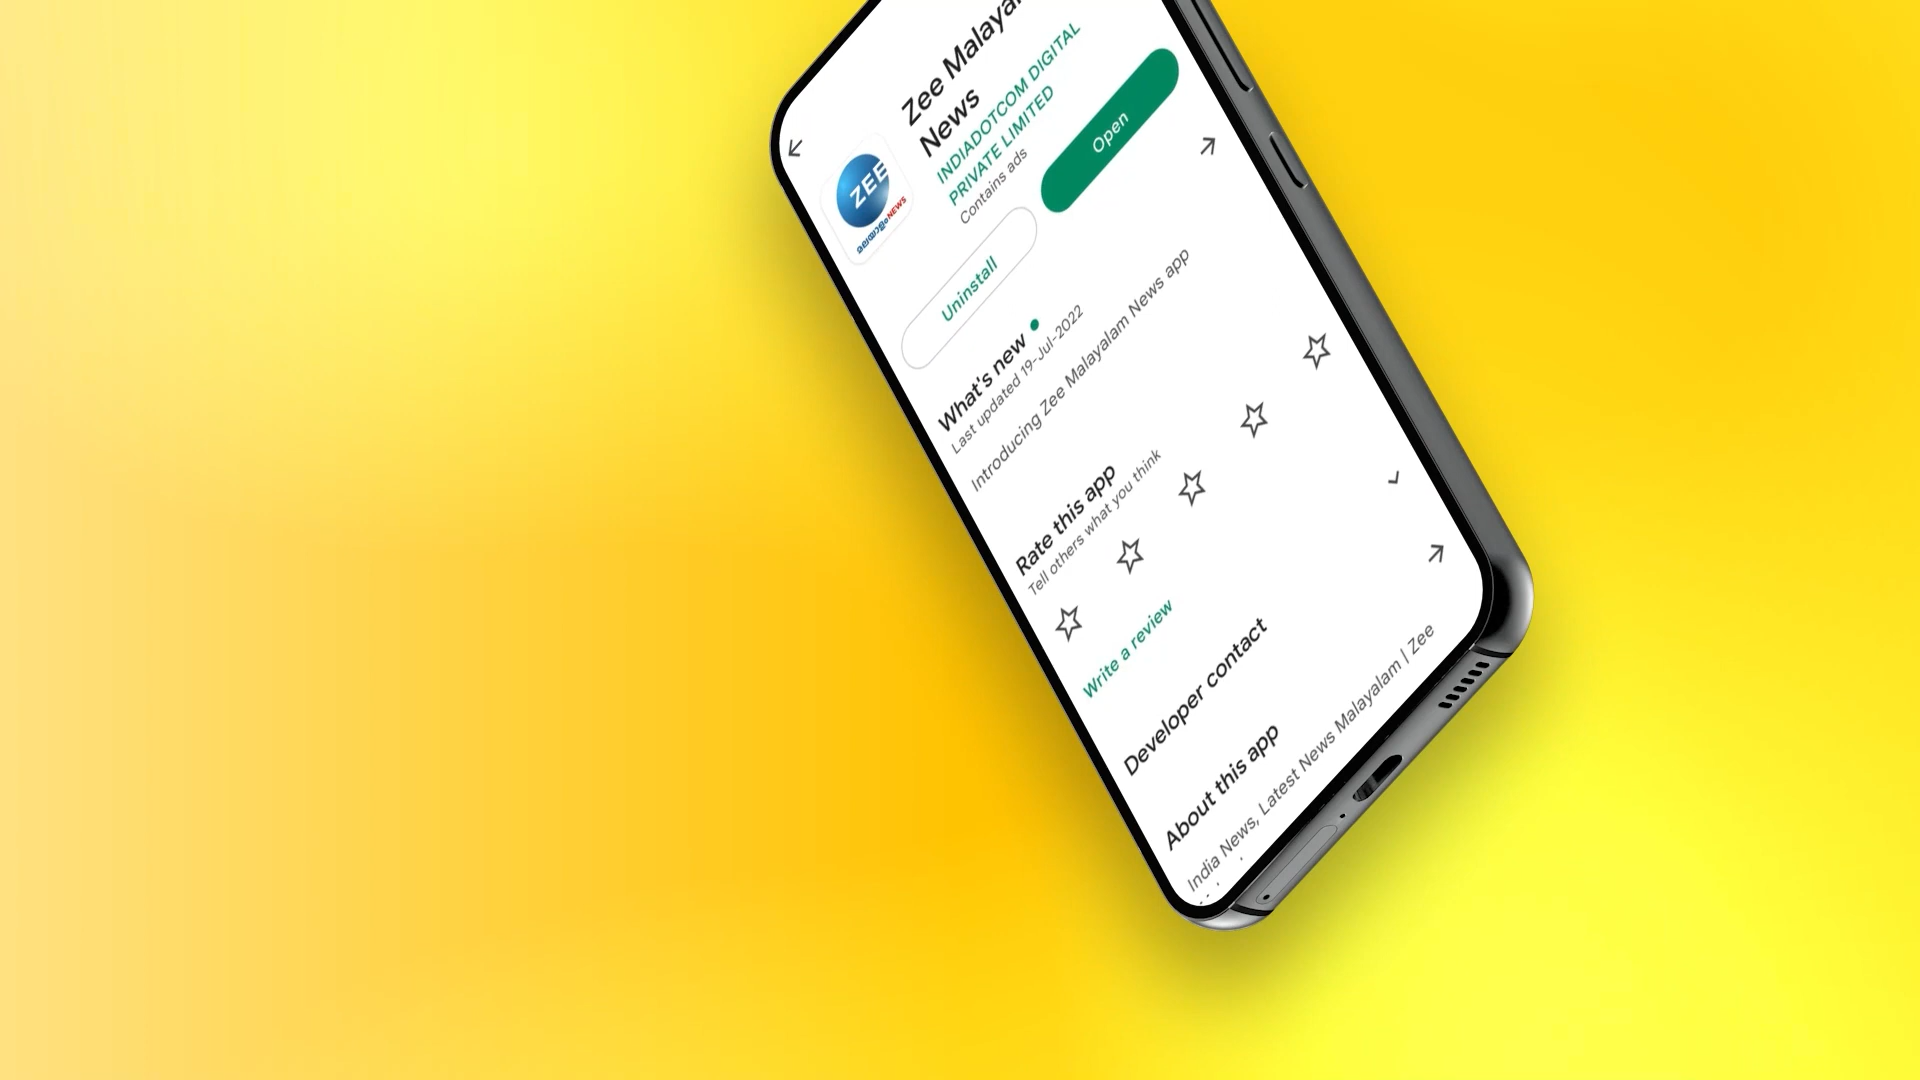 Zee Malaya
News
INDIADOTCOM DIGITAL
PRIVATE LIMITED
Contains ads
ZEE
മലയാളം NEWS
Uninstall
Open
What's new
Last updated 19-Jul-2022
Introducing Zee Malayalam News app
Rate this app
Tell others what you think
Write a review
Developer contact
About this app
India News, Latest News Malayalam | Zee